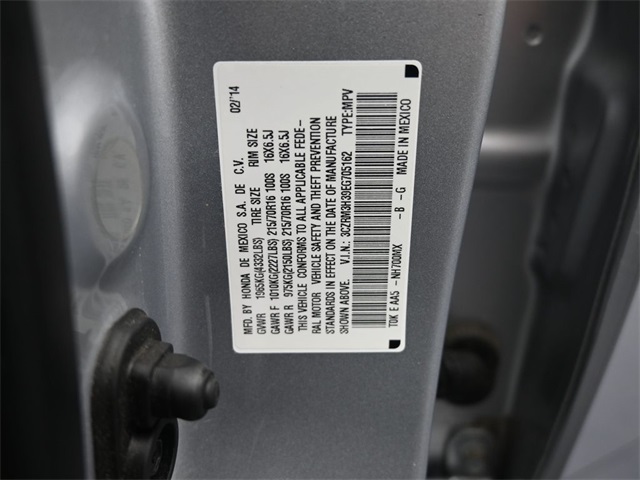 MFD. BY HONDA DE MEXICO S.A. DE C.V. 02/'14
GVWR 1965KG(4332LBS) TIRE SIZE RIM SIZE
GAWR F 1010KG(2227LBS) 215/70R16 100S 16X6.5J
GAWR R 975KG(2150LBS) 215/70R16 100S 16X6.5J
THIS VEHICLE CONFORMS TO ALL APPLICABLE FEDE-
RAL MOTOR VEHICLE SAFETY AND THEFT PREVENTION
STANDARDS IN EFFECT ON THE DATE OF MANUFACTURE
SHOWN ABOVE. V.I.N.: 3CZRM3H39EG705162 TYPE:MPV
T0K E AA5 -NH700MX -B -G MADE IN MEXICO